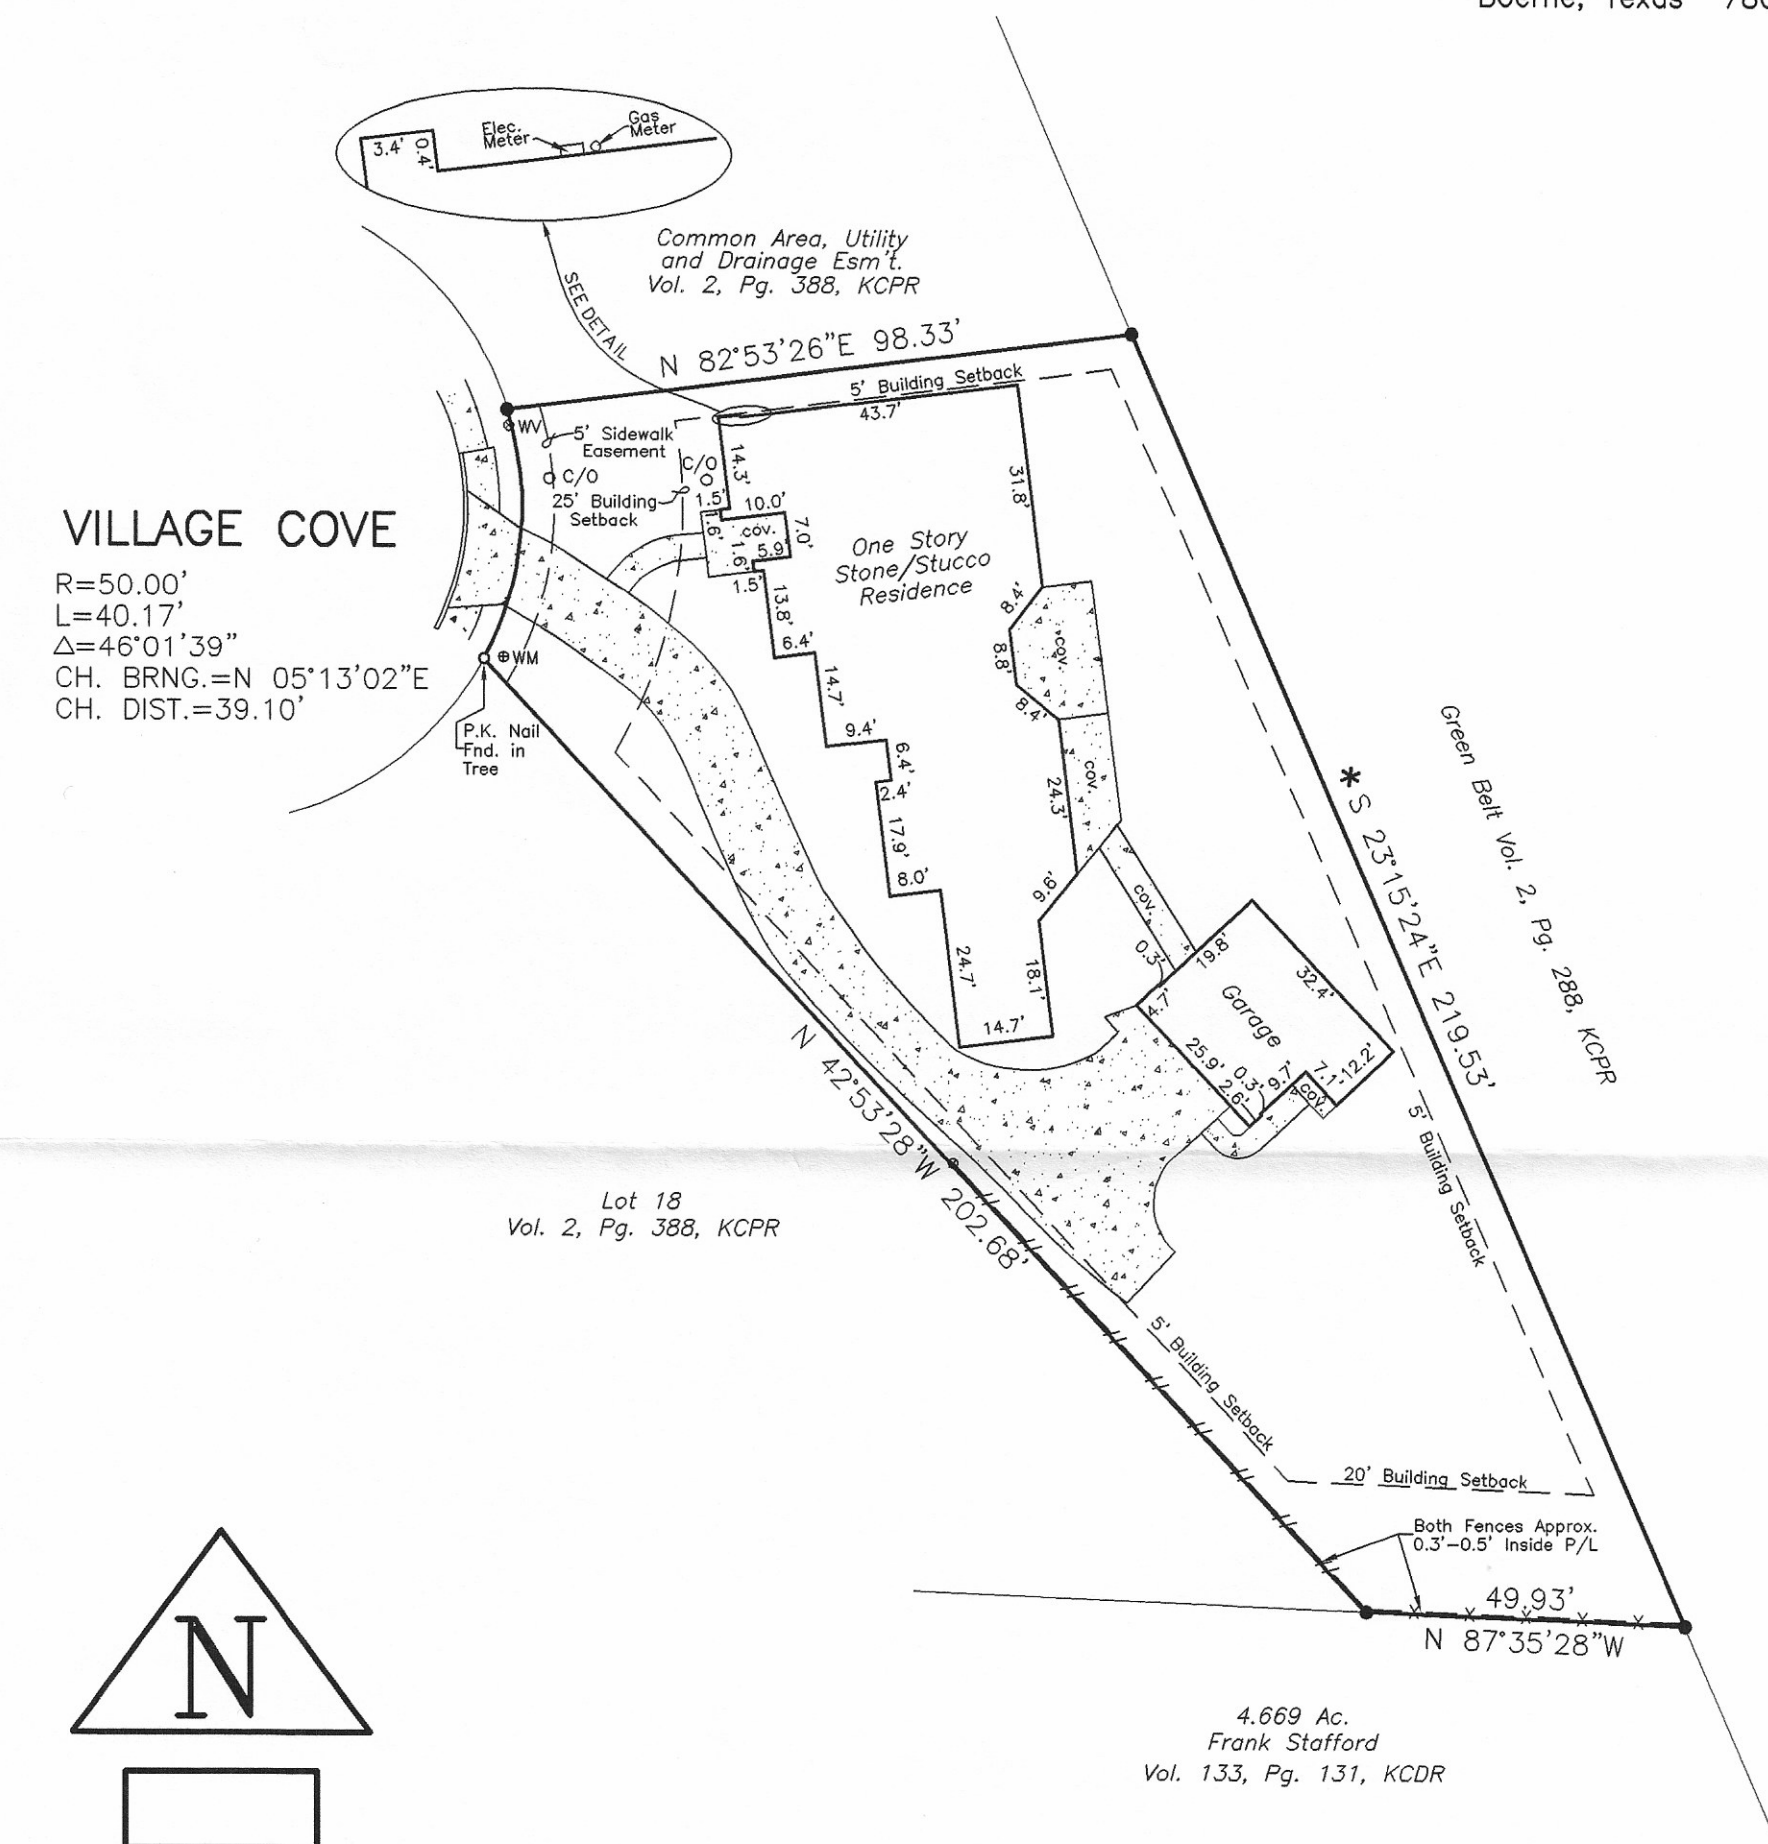 Boerne, Texas
Elec.
Meter
Gas
Meter
3.4'
0.4'
SEE DETAIL
Common Area, Utility
and Drainage Esm't.
Vol. 2, Pg. 388, KCPR
N 82°53'26"E 98.33'
5' Building Setback
43.7'
WV
5' Sidewalk
Easement
C/O
C/O
25' Building
Setback
14.3'
1.5'
10.0'
1.6'
cov.
7.0'
1.6'
5.9'
1.5'
31.8'
One Story
Stone/Stucco
Residence
VILLAGE COVE
R=50.00'
L=40.17'
Δ=46°01'39"
CH. BRNG.=N 05°13'02"E
CH. DIST.=39.10'
WM
P.K. Nail
Fnd. in
Tree
13.8'
6.4'
14.7'
9.4'
6.4'
2.4'
17.9'
8.0'
24.7'
14.7'
18.1'
9.6'
24.3'
8.4'
8.8'
8.4'
cov.
cov.
cov.
0.3'
19.8'
4.7'
Garage
32.4'
25.9'
0.3'
2.6'
9.7'
7.1'
12.2'
cov.
*S 23°15'24"E 219.53'
Green Belt Vol. 2, Pg. 288, KCPR
5' Building Setback
N 42°53'28"W 202.68'
Lot 18
Vol. 2, Pg. 388, KCPR
5' Building Setback
20' Building Setback
Both Fences Approx.
0.3'-0.5' Inside P/L
49.93'
N 87°35'28"W
N
4.669 Ac.
Frank Stafford
Vol. 133, Pg. 131, KCDR